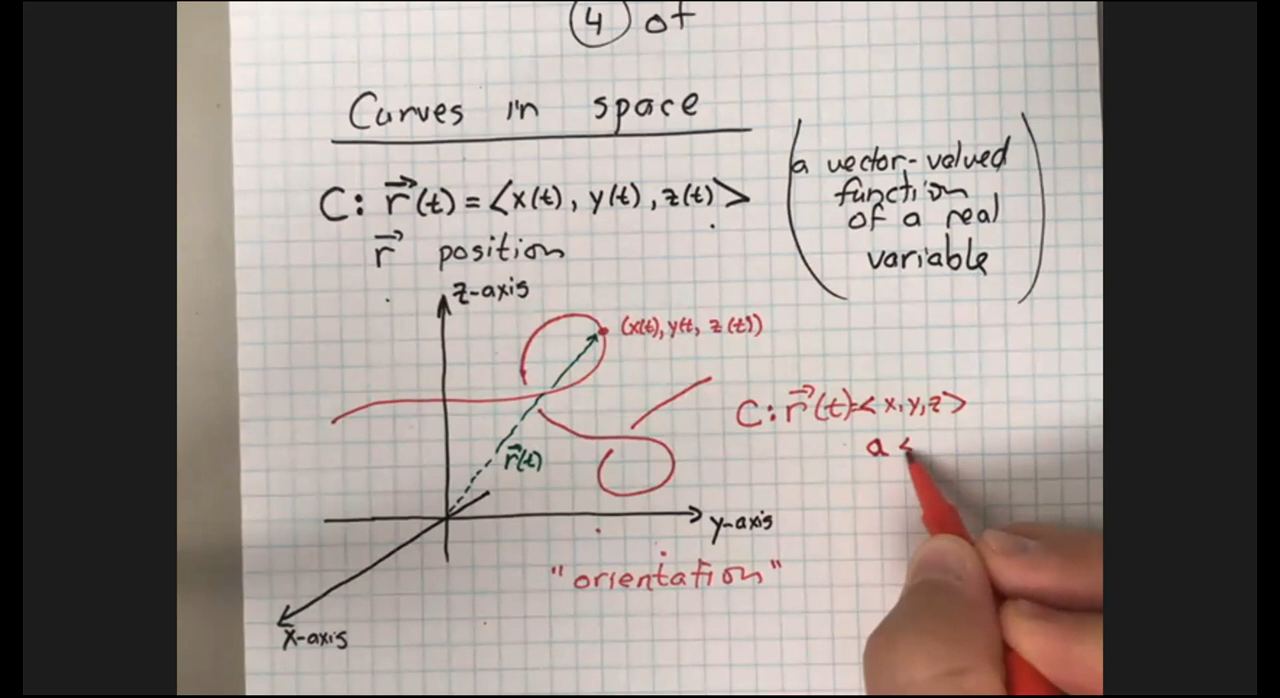 ④ of
Curves in space
C: r⃗(t) = <x(t), y(t), z(t)>
r⃗ position
(a vector-valued
function
of a real
variable)
z-axis
(x(t), y(t, z(t))
C: r⃗(t)=<x,y,z>
a <
r⃗(t)
y-axis
"orientation"
x-axis